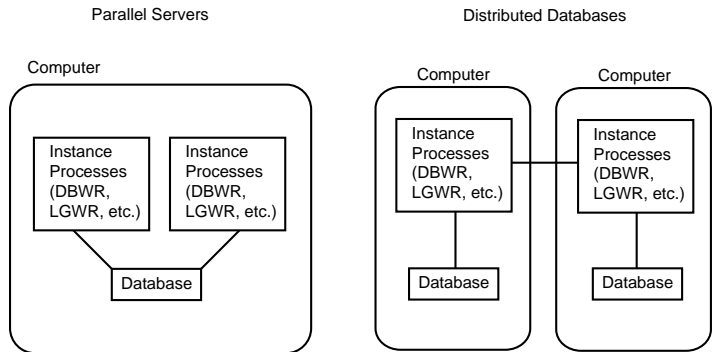 Parallel Servers
Computer
Instance
Processes
(DBWR,
LGWR, etc.)
Instance
Processes
(DBWR,
LGWR, etc.)
Database
Distributed Databases
Computer
Instance
Processes
(DBWR,
LGWR, etc.)
Database
Computer
Instance
Processes
(DBWR,
LGWR, etc.)
Database